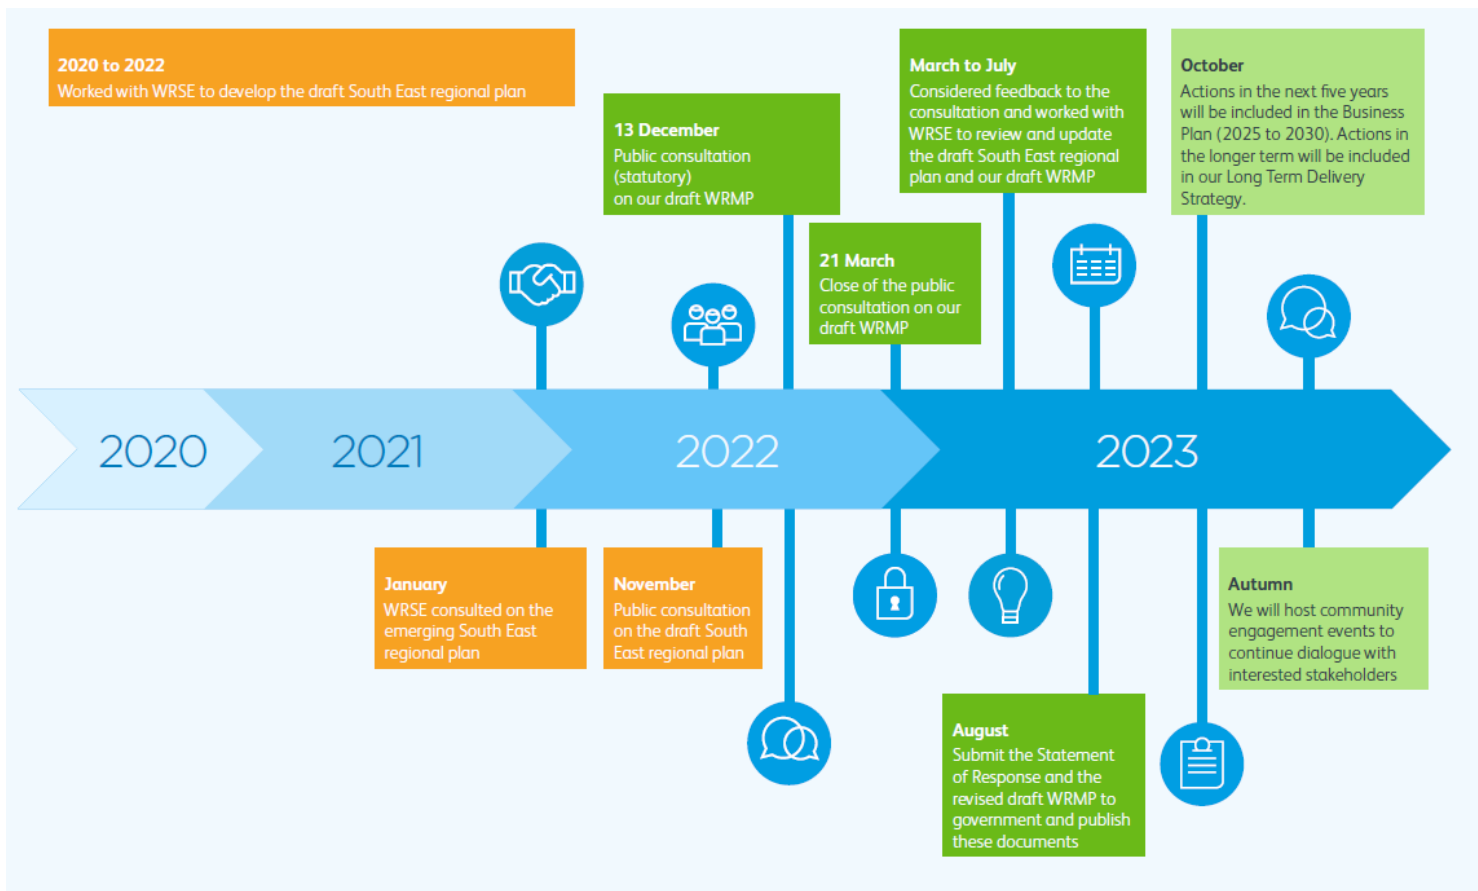 2020 to 2022
Worked with WRSE to develop the draft South East regional plan
13 December
Public consultation
(statutory)
on our draft WRMP
21 March
Close of the public
consultation on our
draft WRMP
March to July
Considered feedback to the
consultation and worked with
WRSE to review and update
the draft South East regional
plan and our draft WRMP
October
Actions in the next five years
will be included in the Business
Plan (2025 to 2030). Actions in
the longer term will be included
in our Long Term Delivery
Strategy.
2020
2021
2022
2023
January
WRSE consulted on the
emerging South East
regional plan
November
Public consultation
on the draft South
East regional plan
August
Submit the Statement
of Response and the
revised draft WRMP to
government and publish
these documents
Autumn
We will host community
engagement events to
continue dialogue with
interested stakeholders